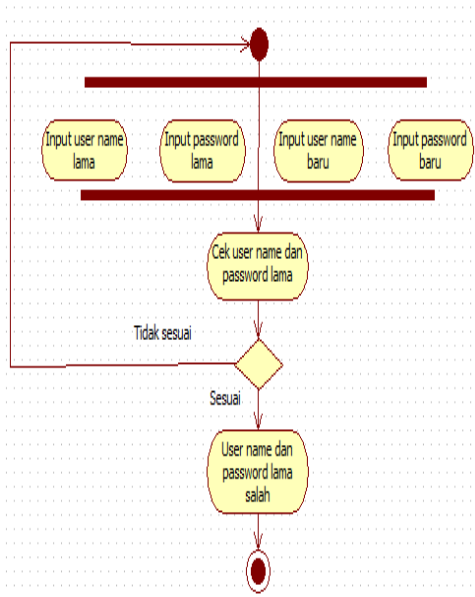 Input user name
lama
Input password
lama
Input user name
baru
Input password
baru
Cek user name dan
password lama
Tidak sesuai
Sesuai
User name dan
password lama
salah